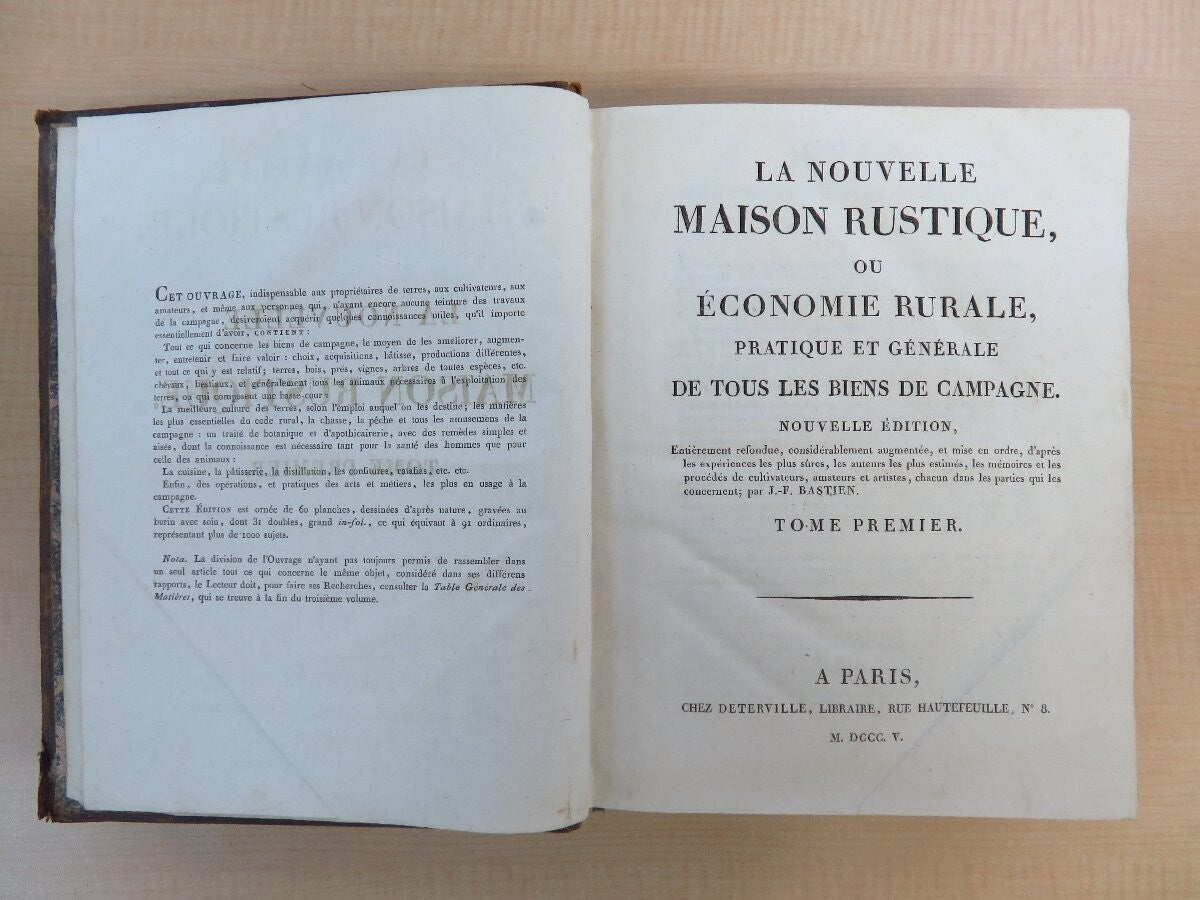 CET OUVRAGE, indispensable aux propriétaires de terres, aux cultivateurs, aux
amateurs, et même aux personnes qui, n'ayant encore aucune teinture des travaux
de la campagne, desireroient acquérir quelques connoissances utiles, qu'il importe
essentiellement d'avoir, CONTIENT :
Tout ce qui concerne les biens de campagne, le moyen de les améliorer, augmen-
ter, entretenir et faire valoir : choix, acquisitions, bâtisse, productions différentes,
et tout ce qui y est relatif; terres, bois, prés, vignes, arbres de toutes espèces, etc.
chevaux, bestiaux, et généralement tous les animaux nécessaires à l'exploitation des
terres, ou qui composent une basse-cour :
La meilleure culture des terres, selon l'emploi auquel on les destine; les matières
les plus essentielles du code rural, la chasse, la pêche et tous les amusemens de la
campagne : un traité de botanique et d'apothicairerie, avec des remèdes simples et
aisés, dont la connoissance est nécessaire tant pour la santé des hommes que pour
celle des animaux :
La cuisine, la pâtisserie, la distillation, les confitures, ratafias, etc. etc.
Enfin, des opérations, et pratiques des arts et métiers, les plus en usage à la
campagne.
CETTE ÉDITION est ornée de 60 planches, dessinées d'après nature, gravées au
burin avec soin, dont 31 doubles, grand in-fol., ce qui équivaut à 91 ordinaires,
représentant plus de 1000 sujets.
Nota. La division de l'Ouvrage n'ayant pas toujours permis de rassembler dans
un seul article tout ce qui concerne le même objet, considéré dans ses différens
rapports, le Lecteur doit, pour faire ses Recherches, consulter la Table Générale des
Matières, qui se trouve à la fin du troisième volume.
LA NOUVELLE
MAISON RUSTIQUE,
OU
ÉCONOMIE RURALE,
PRATIQUE ET GÉNÉRALE
DE TOUS LES BIENS DE CAMPAGNE.
NOUVELLE ÉDITION,
Entièrement refondue, considérablement augmentée, et mise en ordre, d'après
les expériences les plus sûres, les auteurs les plus estimés, les mémoires et les
procédés de cultivateurs, amateurs et artistes, chacun dans les parties qui les
concernent; par J.-F. BASTIEN.
TOME PREMIER.
A PARIS,
CHEZ DETERVILLE, LIBRAIRE, RUE HAUTEFEUILLE, N° 8.
M. DCCC. V.